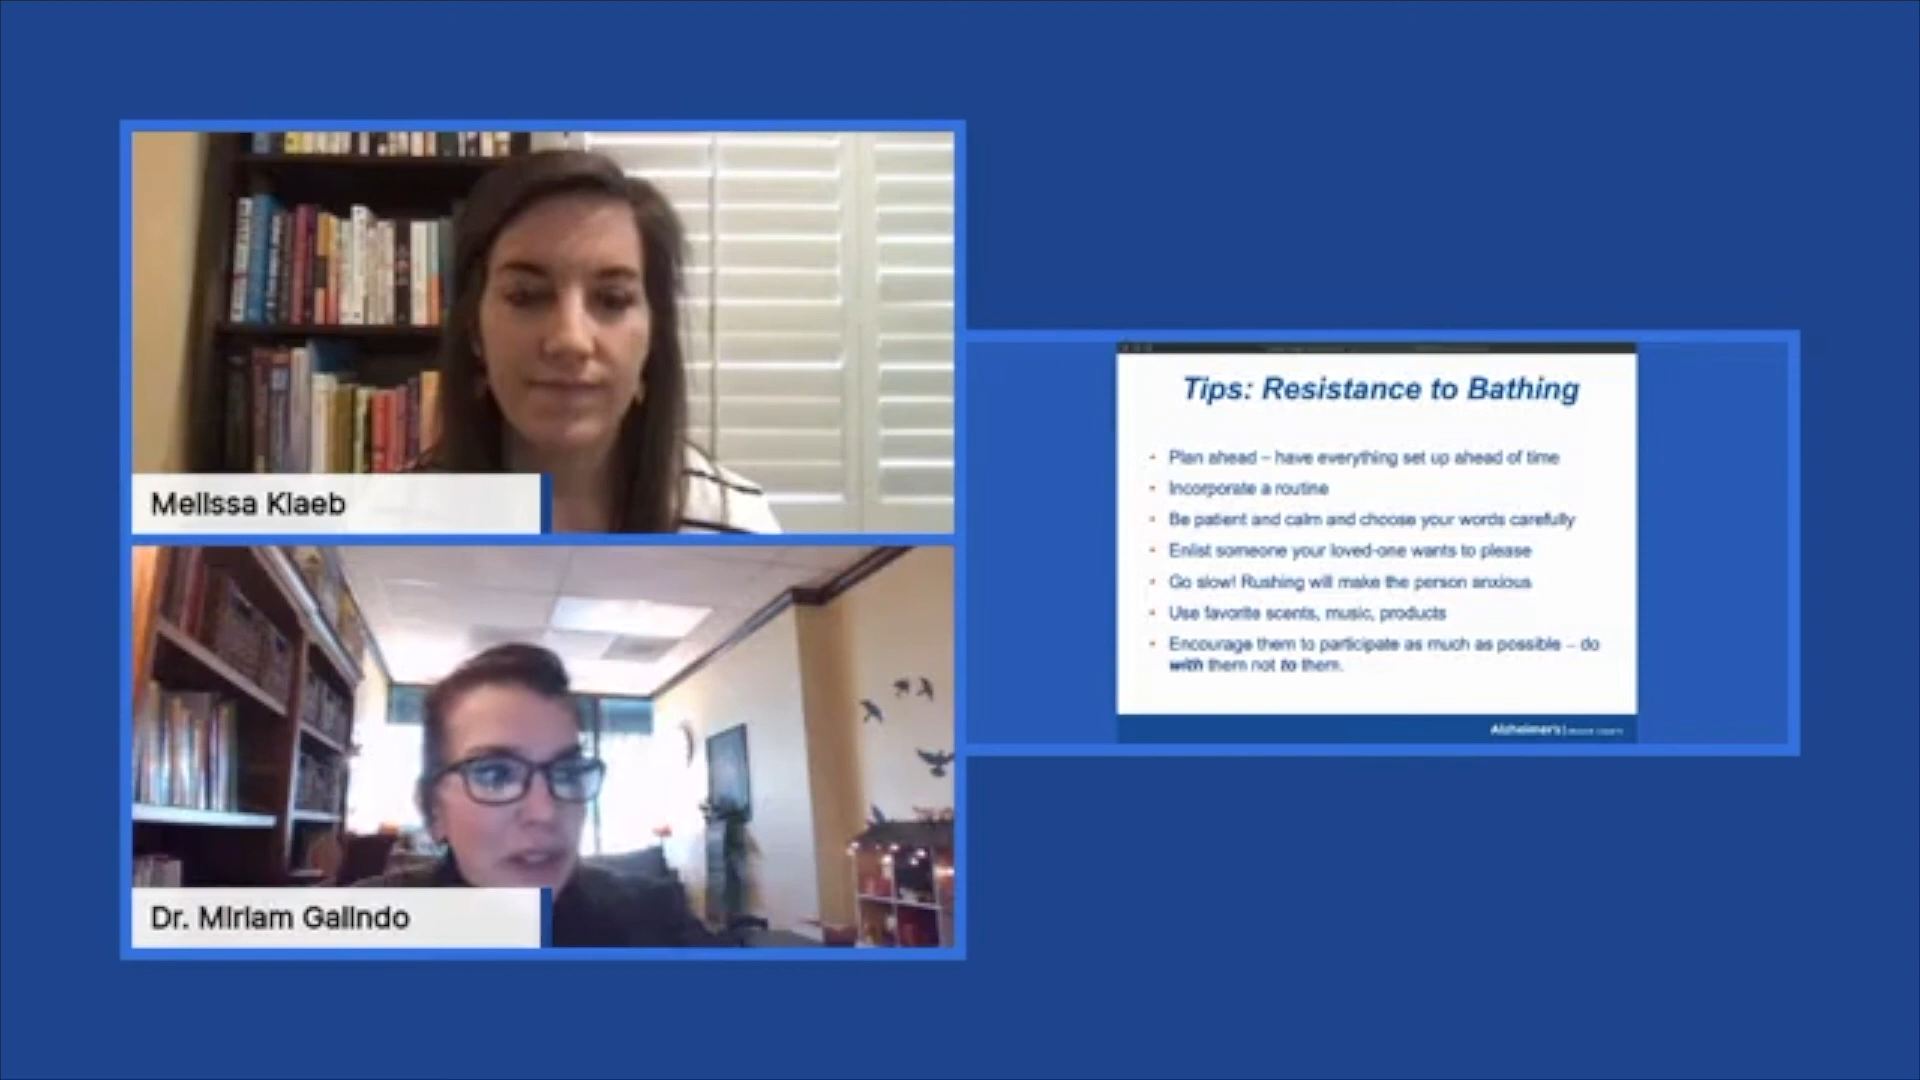 Melissa Klaeb
Dr. Miriam Galindo
Tips: Resistance to Bathing
• Plan ahead – have everything set up ahead of time
• Incorporate a routine
• Be patient and calm and choose your words carefully
• Enlist someone your loved-one wants to please
• Go slow! Rushing will make the person anxious
• Use favorite scents, music, products
• Encourage them to participate as much as possible – do
with them not to them.
Alzheimer's